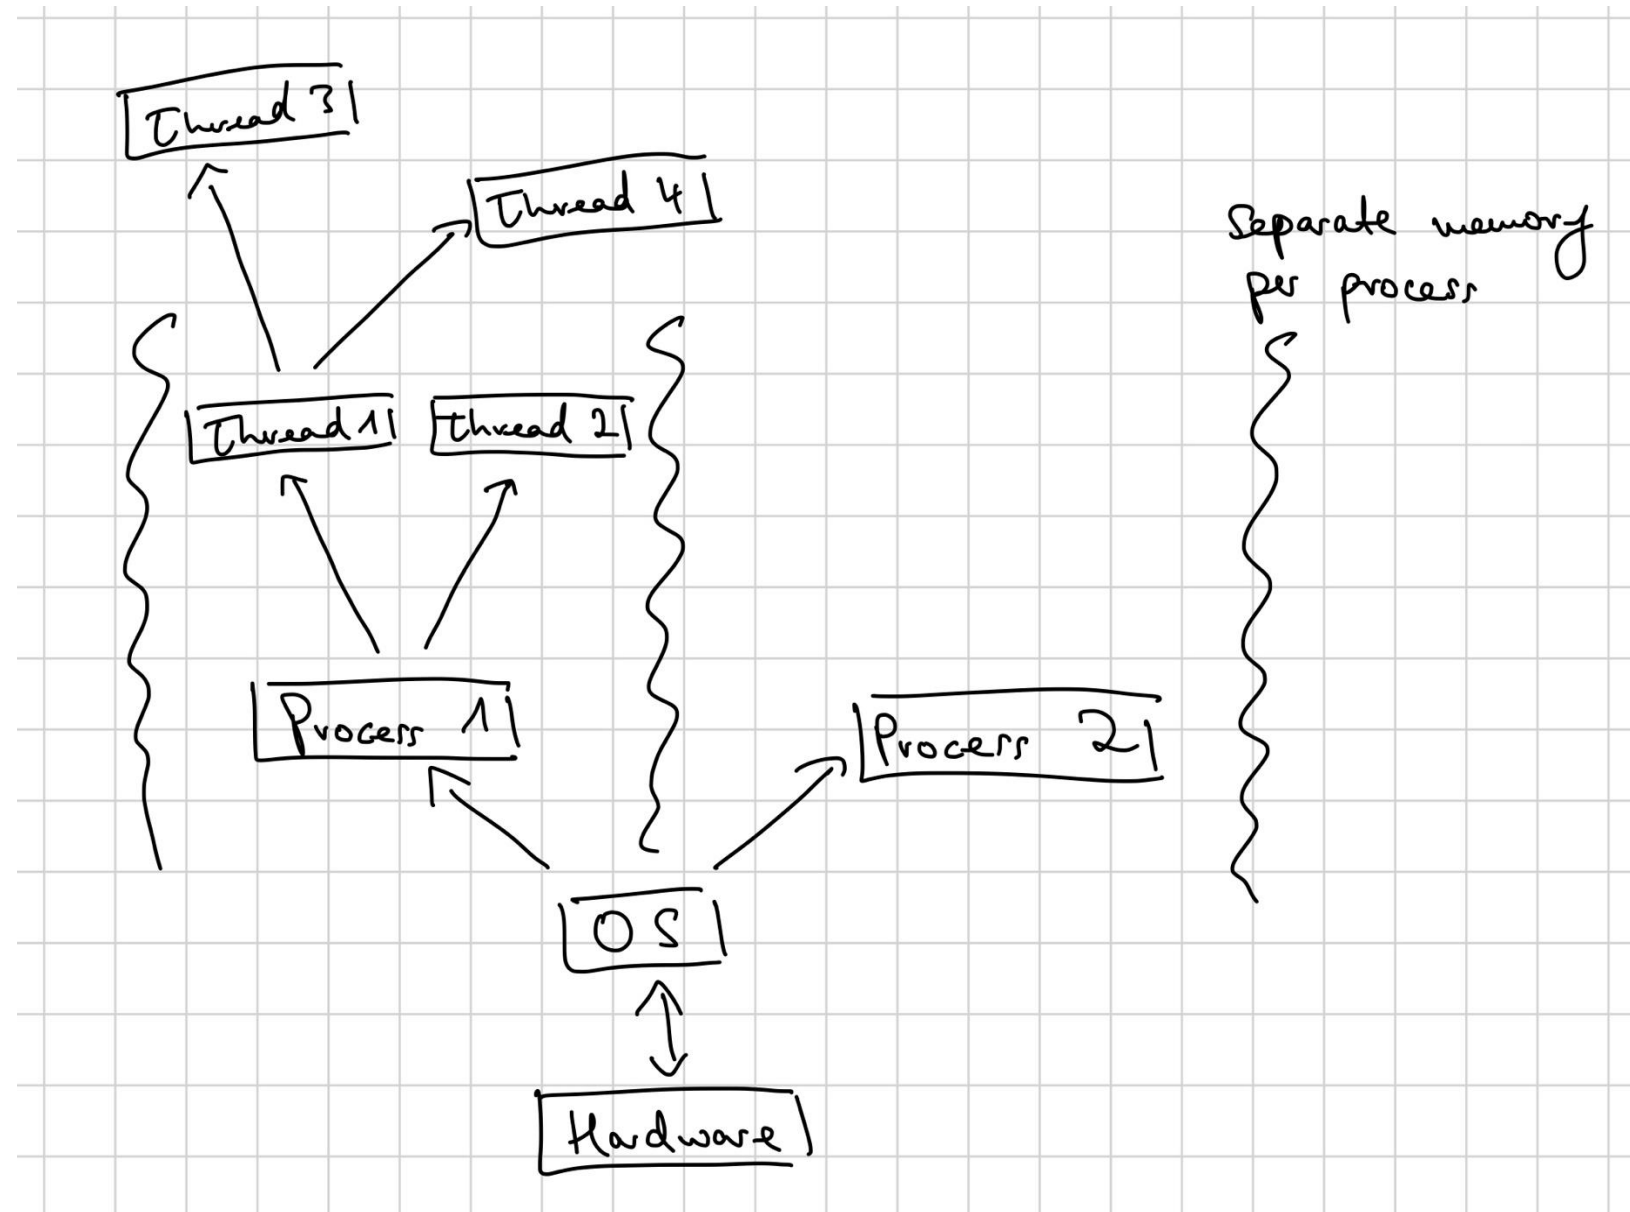 Thread 3
Thread 4
Separate memory
per process
Thread 1
thread 2
Process 1
Process 2
OS
Hardware